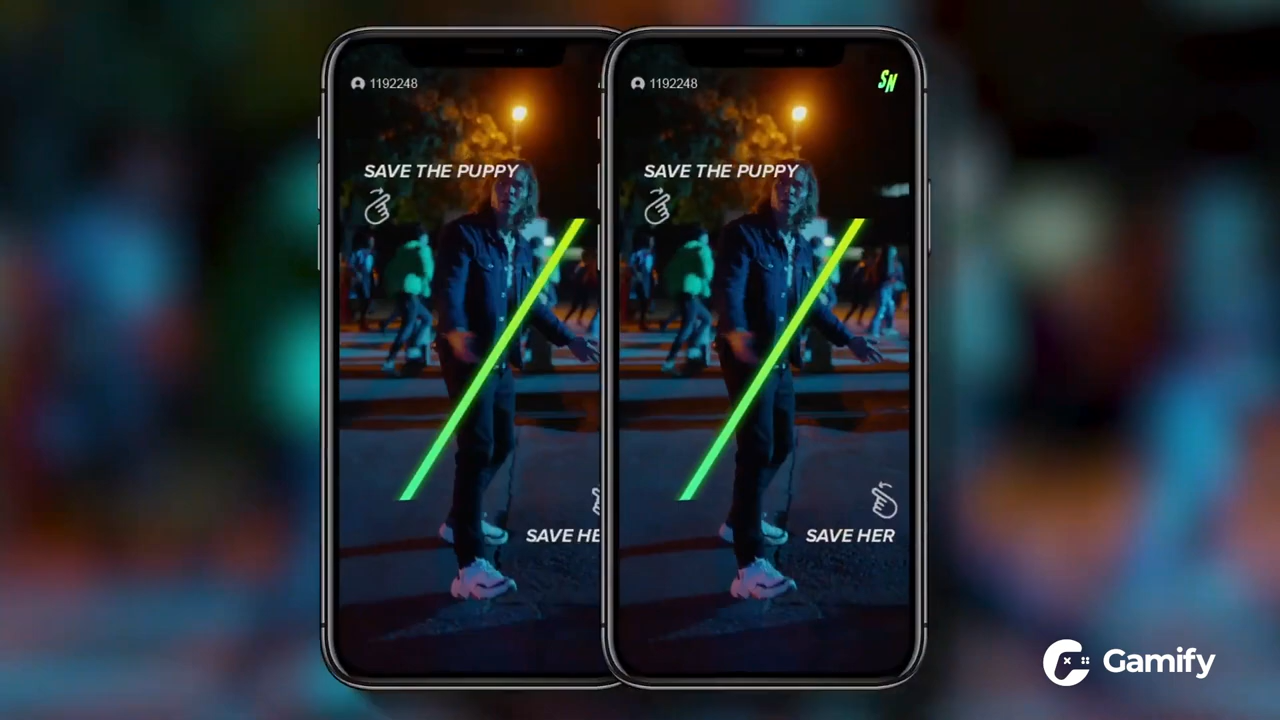 1192248
SAVE THE PUPPY
SAVE HE
1192248
SN
SAVE THE PUPPY
SAVE HER
Gamify